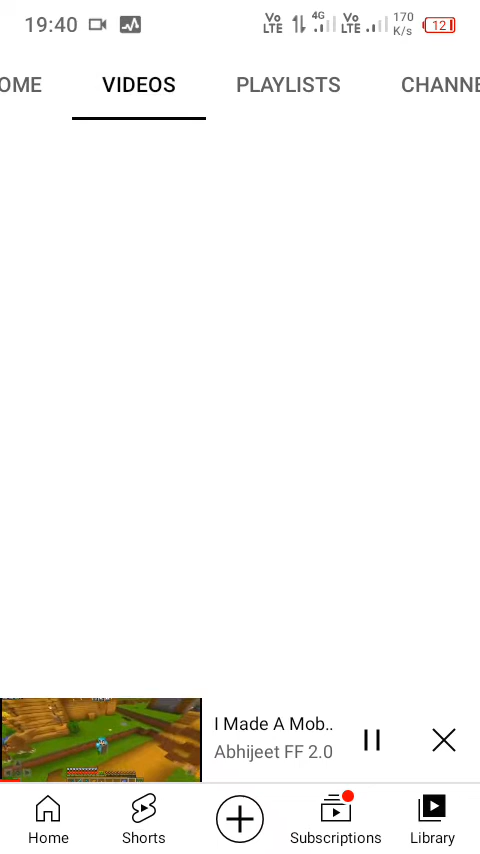 19:40 Vo LTE 4G Vo LTE 170 K/s 12
OME VIDEOS PLAYLISTS CHANNE
I Made A Mob..
Abhijeet FF 2.0
Home Shorts Subscriptions Library